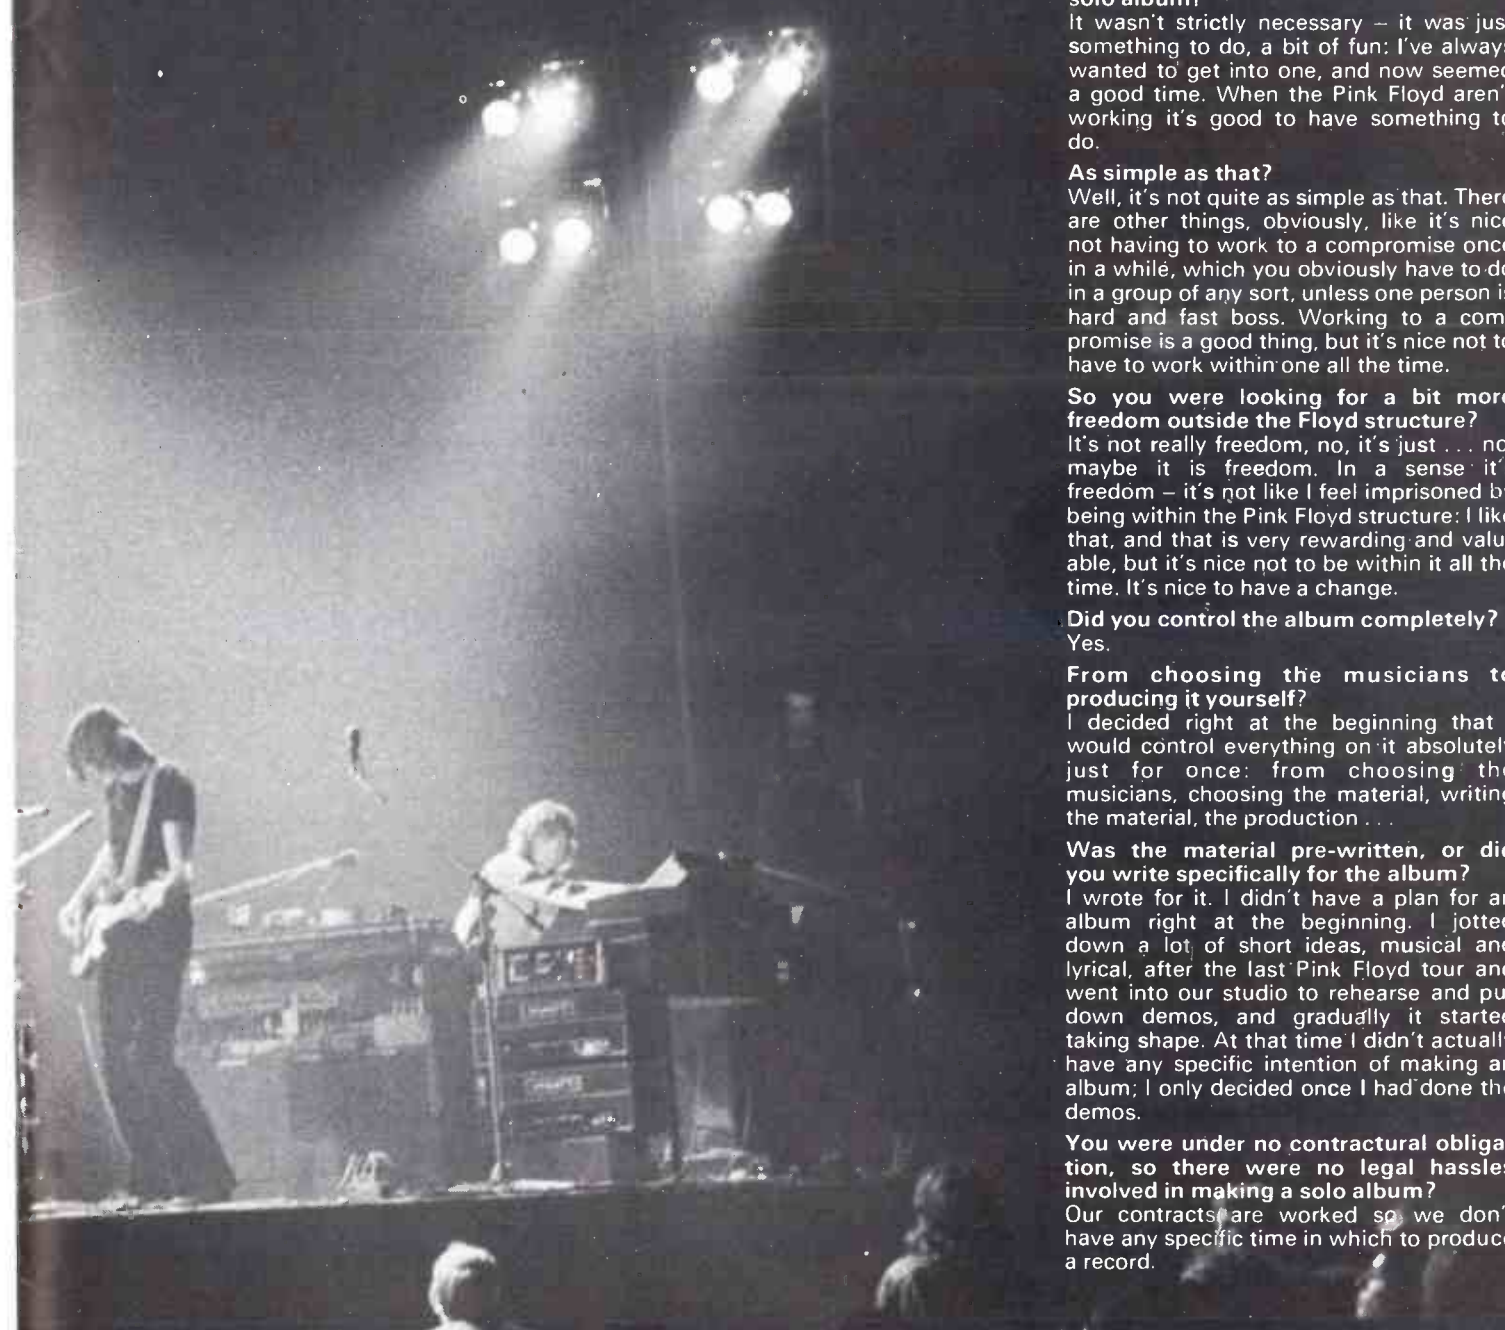 solo album?
It wasn't strictly necessary – it was jus
something to do, a bit of fun: I've always
wanted to get into one, and now seemed
a good time. When the Pink Floyd aren'
working it's good to have something to
do.
As simple as that?
Well, it's not quite as simple as that. There
are other things, obviously, like it's nice
not having to work to a compromise once
in a while, which you obviously have to do
in a group of any sort, unless one person is
hard and fast boss. Working to a com
promise is a good thing, but it's nice not to
have to work within one all the time.
So you were looking for a bit more
freedom outside the Floyd structure?
It's not really freedom, no, it's just ... no
maybe it is freedom. In a sense it'
freedom – it's not like I feel imprisoned by
being within the Pink Floyd structure: I like
that, and that is very rewarding and valu
able, but it's nice not to be within it all the
time. It's nice to have a change.
Did you control the album completely?
Yes.
From choosing the musicians to
producing it yourself?
I decided right at the beginning that
would control everything on it absolutely
just for once: from choosing the
musicians, choosing the material, writing
the material, the production ...
Was the material pre-written, or did
you write specifically for the album?
I wrote for it. I didn't have a plan for an
album right at the beginning. I jotted
down a lot of short ideas, musical and
lyrical, after the last Pink Floyd tour and
went into our studio to rehearse and pu
down demos, and gradually it started
taking shape. At that time I didn't actually
have any specific intention of making an
album; I only decided once I had done the
demos.
You were under no contractural obliga
tion, so there were no legal hassles
involved in making a solo album?
Our contracts are worked so we don'
have any specific time in which to produce
a record.